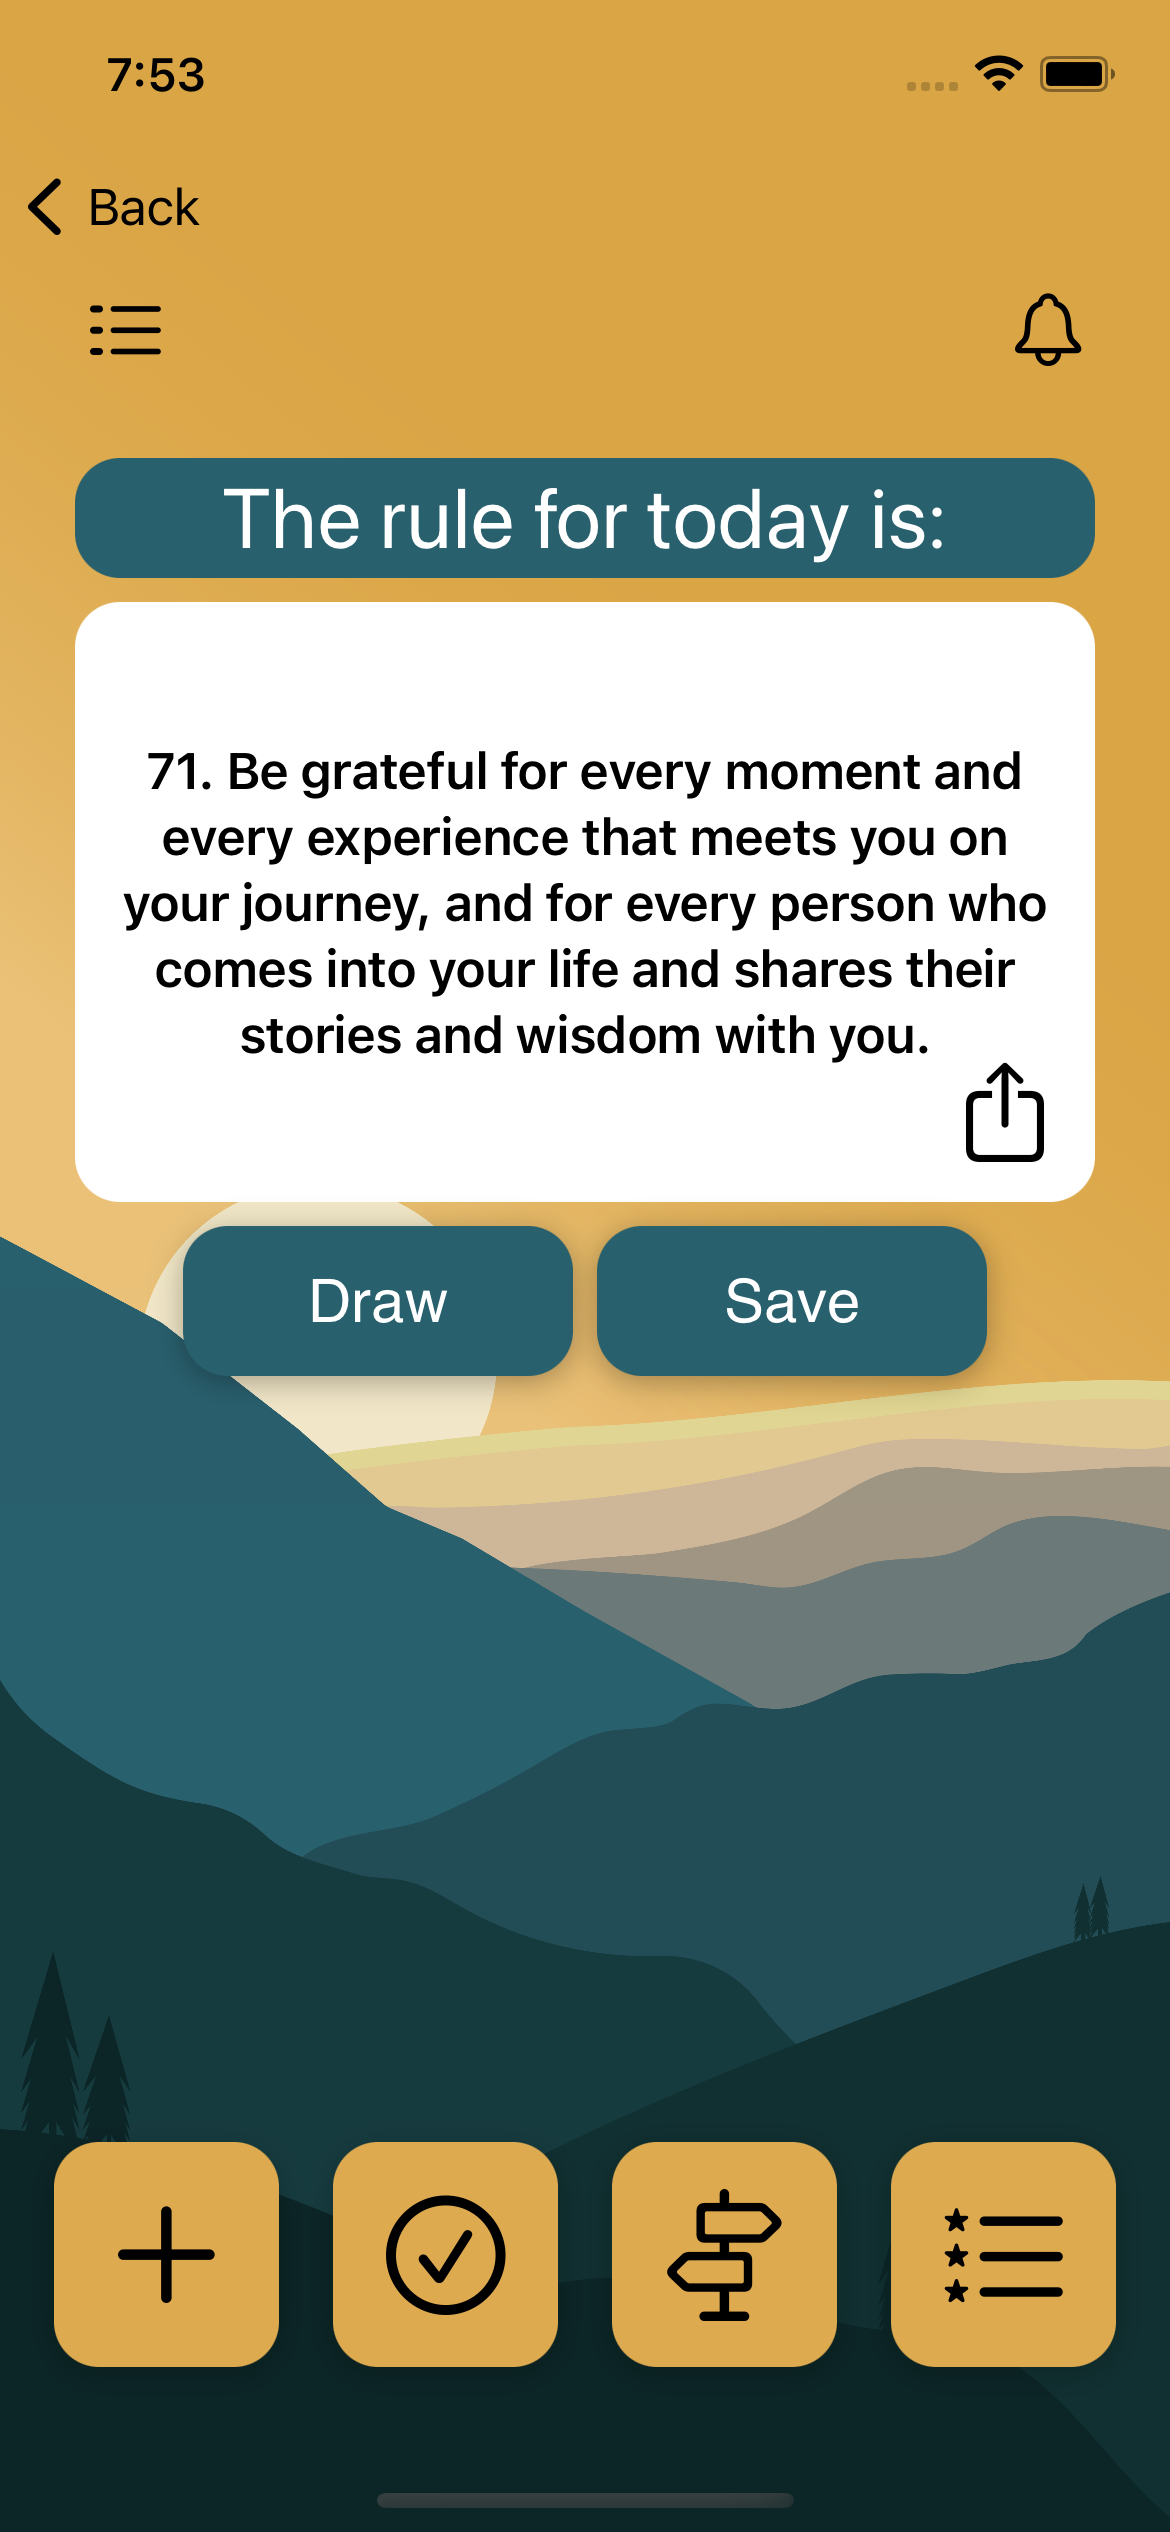 7:53
Back
The rule for today is:
71. Be grateful for every moment and
every experience that meets you on
your journey, and for every person who
comes into your life and shares their
stories and wisdom with you.
Draw
Save